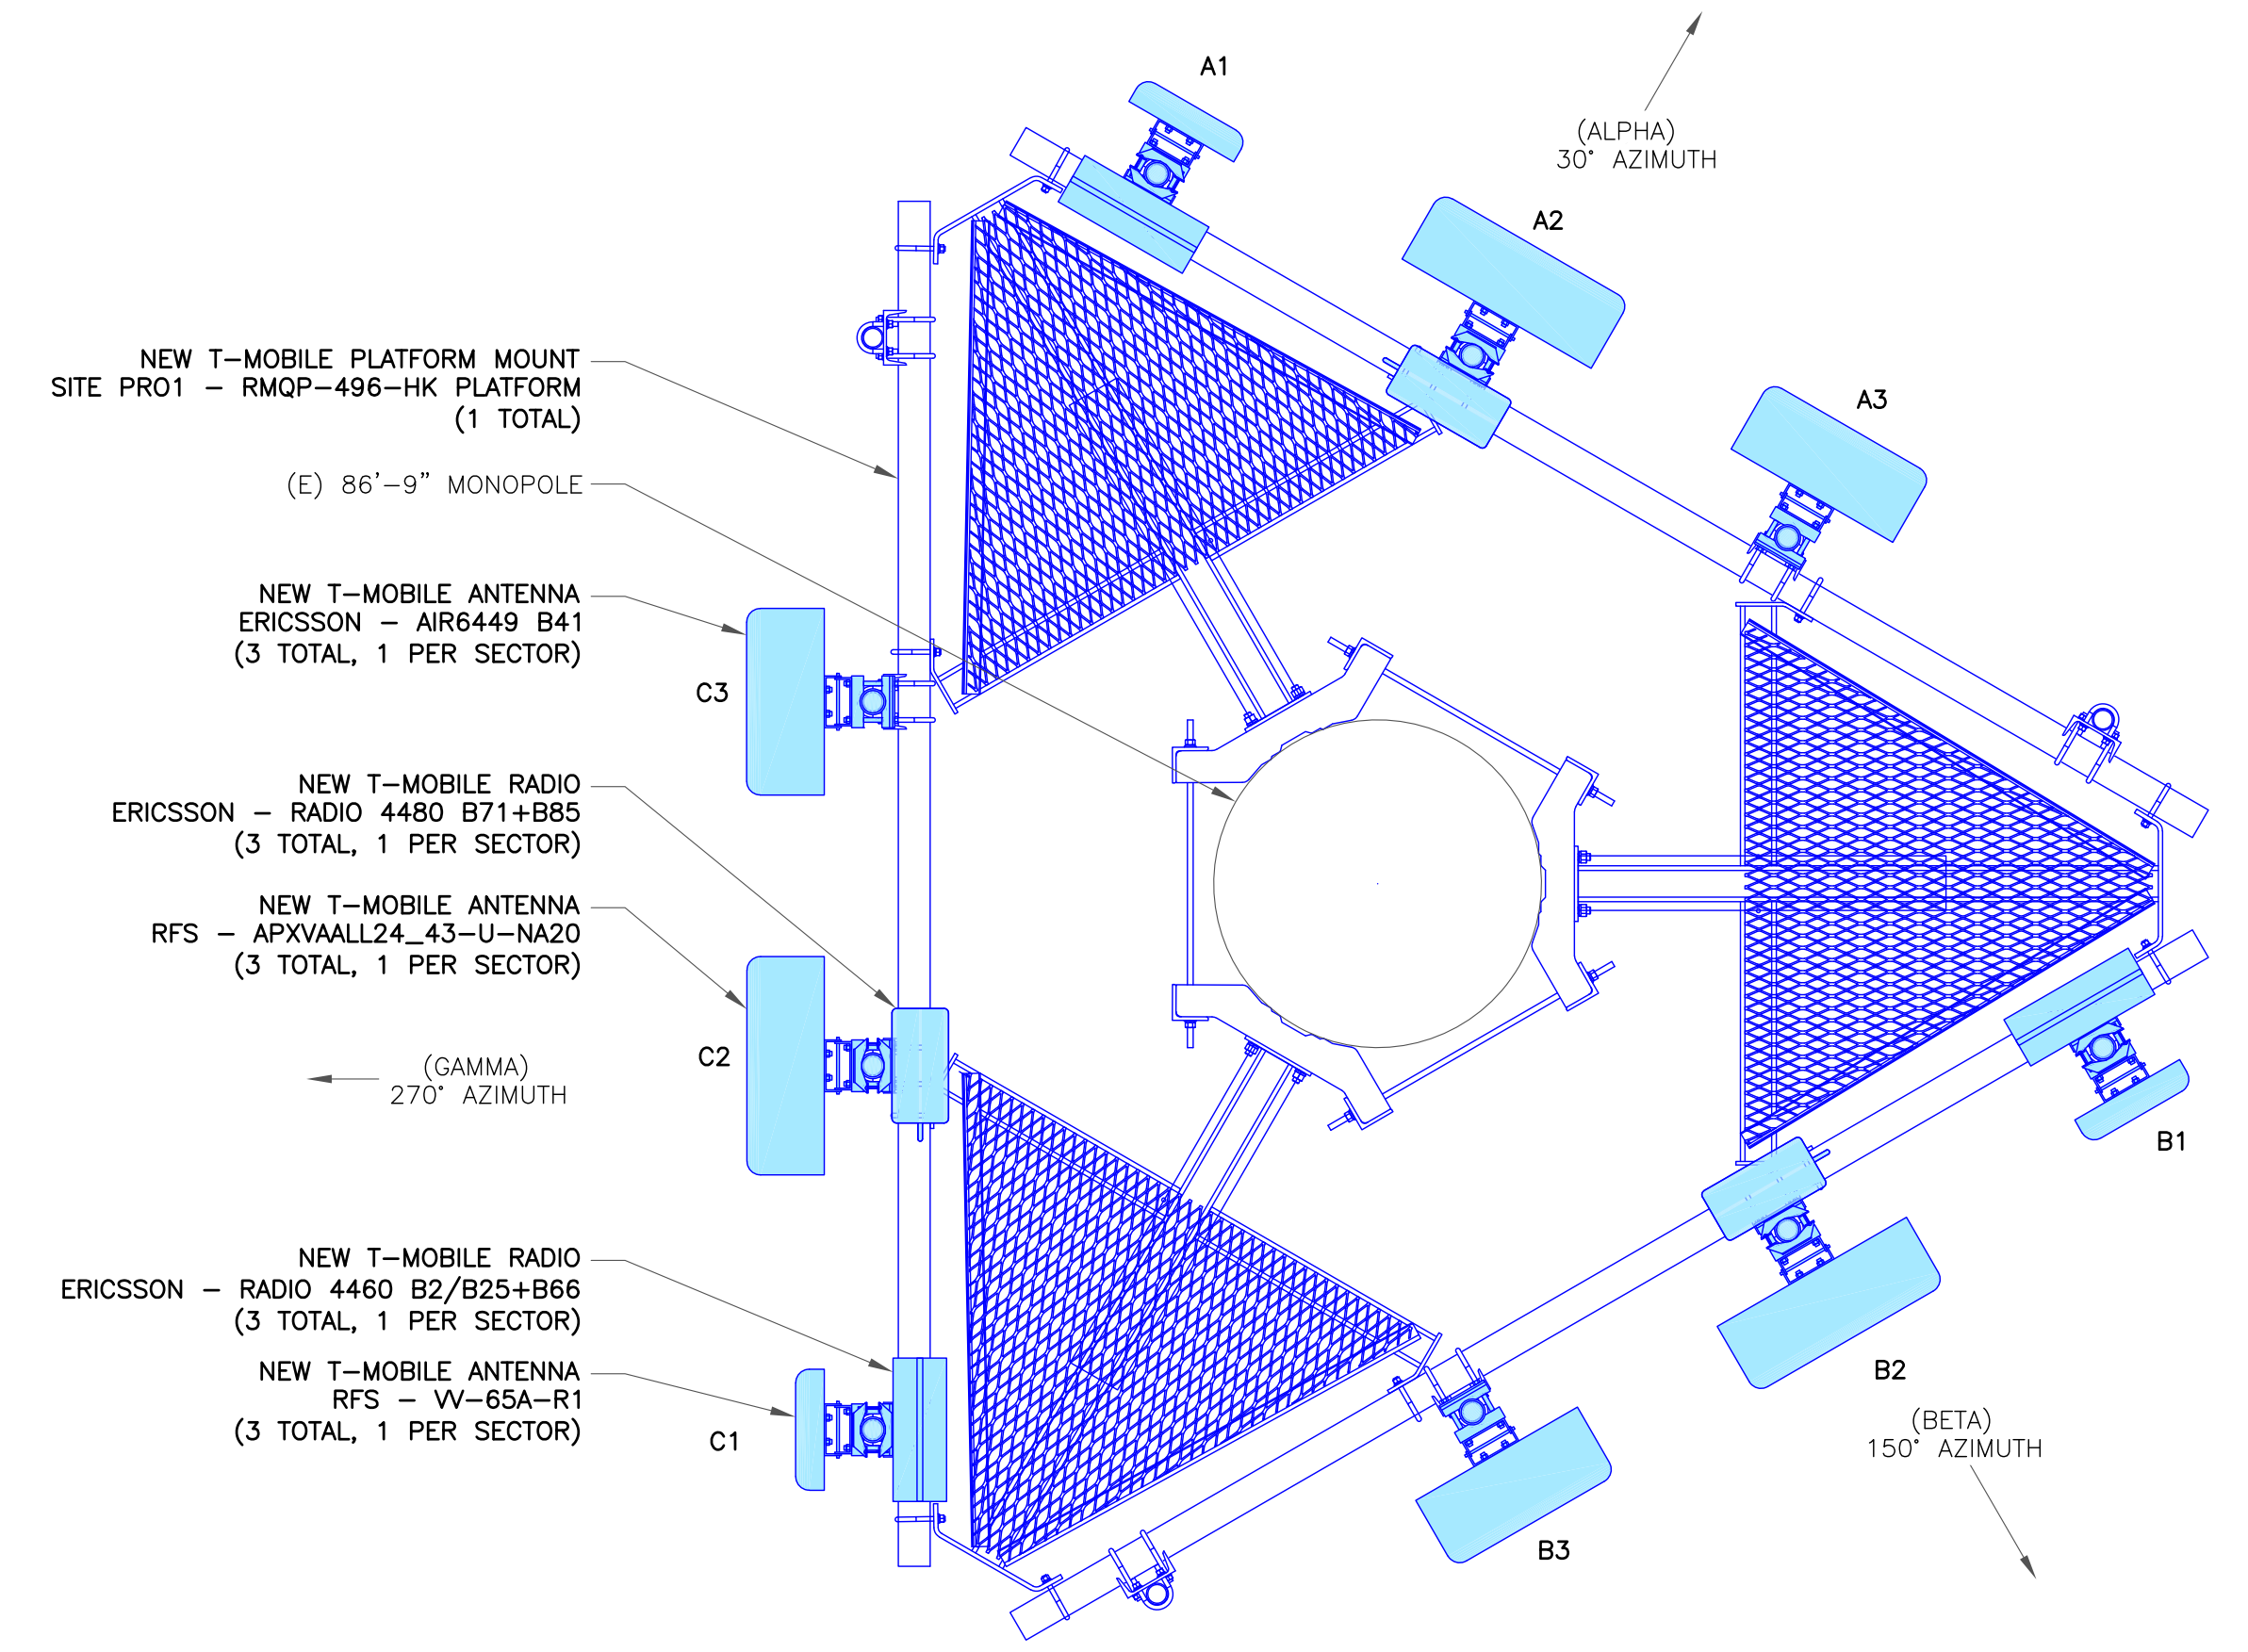 A1
(ALPHA)
30° AZIMUTH
A2
A3
NEW T-MOBILE PLATFORM MOUNT
SITE PRO1 - RMQP-496-HK PLATFORM
(1 TOTAL)
(E) 86'-9" MONOPOLE
NEW T-MOBILE ANTENNA
ERICSSON - AIR6449 B41
(3 TOTAL, 1 PER SECTOR)
C3
NEW T-MOBILE RADIO
ERICSSON - RADIO 4480 B71+B85
(3 TOTAL, 1 PER SECTOR)
NEW T-MOBILE ANTENNA
RFS - APXVAALL24_43-U-NA20
(3 TOTAL, 1 PER SECTOR)
C2
(GAMMA)
270° AZIMUTH
B1
NEW T-MOBILE RADIO
ERICSSON - RADIO 4460 B2/B25+B66
(3 TOTAL, 1 PER SECTOR)
NEW T-MOBILE ANTENNA
RFS - VV-65A-R1
(3 TOTAL, 1 PER SECTOR)
C1
B2
(BETA)
150° AZIMUTH
B3